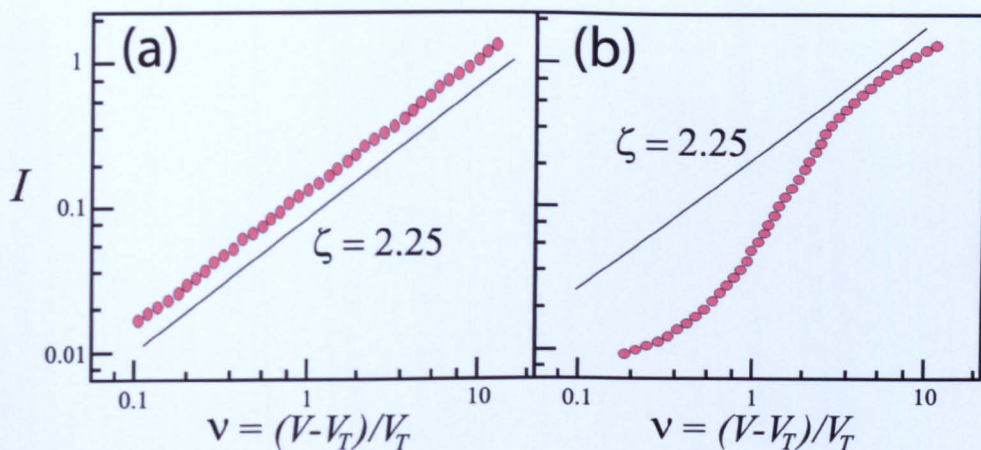 (a)
1
0.1
0.01
I
ζ = 2.25
0.1
1
10
ν = (V-V_T)/V_T
(b)
ζ = 2.25
0.1
1
10
ν = (V-V_T)/V_T